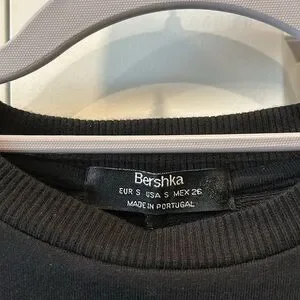 Bershka
EUR S USA S MEX 26
MADE IN PORTUGAL